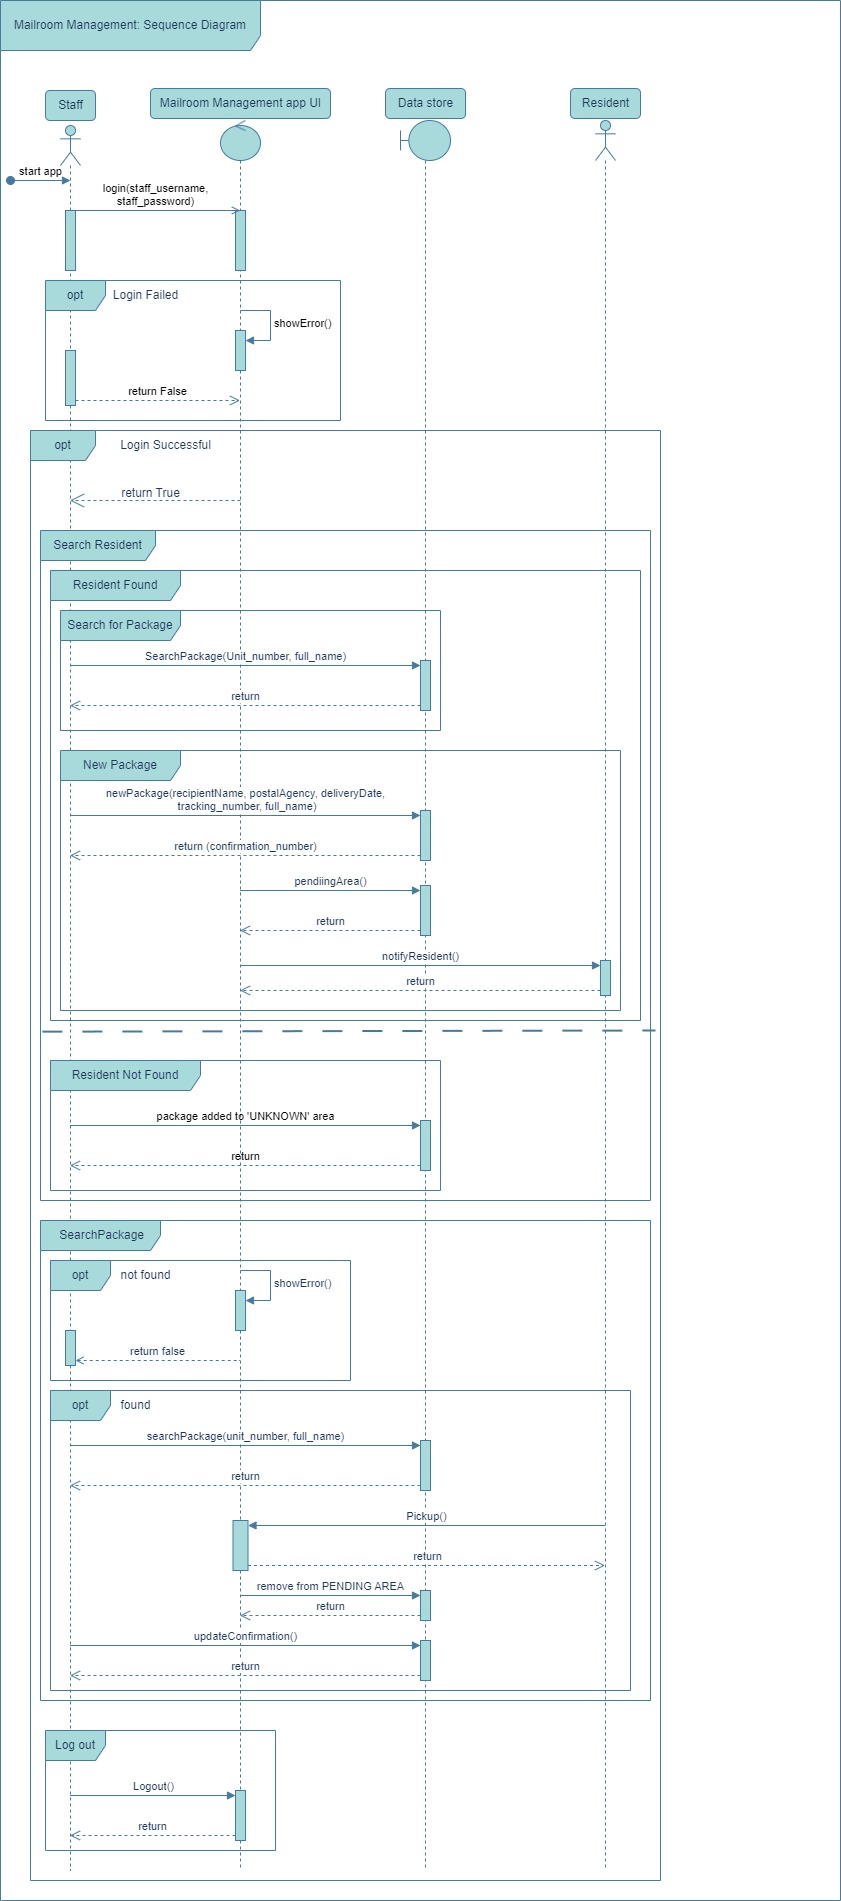 Mailroom Management: Sequence Diagram
Staff
Mailroom Management app UI
Data store
Resident
start app
login(staff_username,
staff_password)
opt
Login Failed
showError()
return False
opt
Login Successful
return True
Search Resident
Resident Found
Search for Package
SearchPackage(Unit_number, full_name)
return
New Package
newPackage(recipientName, postalAgency, deliveryDate,
tracking_number, full_name)
return (confirmation_number)
pendiingArea()
return
notifyResident()
return
Resident Not Found
package added to 'UNKNOWN' area
return
SearchPackage
opt
not found
showError()
return false
opt
found
searchPackage(unit_number, full_name)
return
Pickup()
return
remove from PENDING AREA
return
updateConfirmation()
return
Log out
Logout()
return